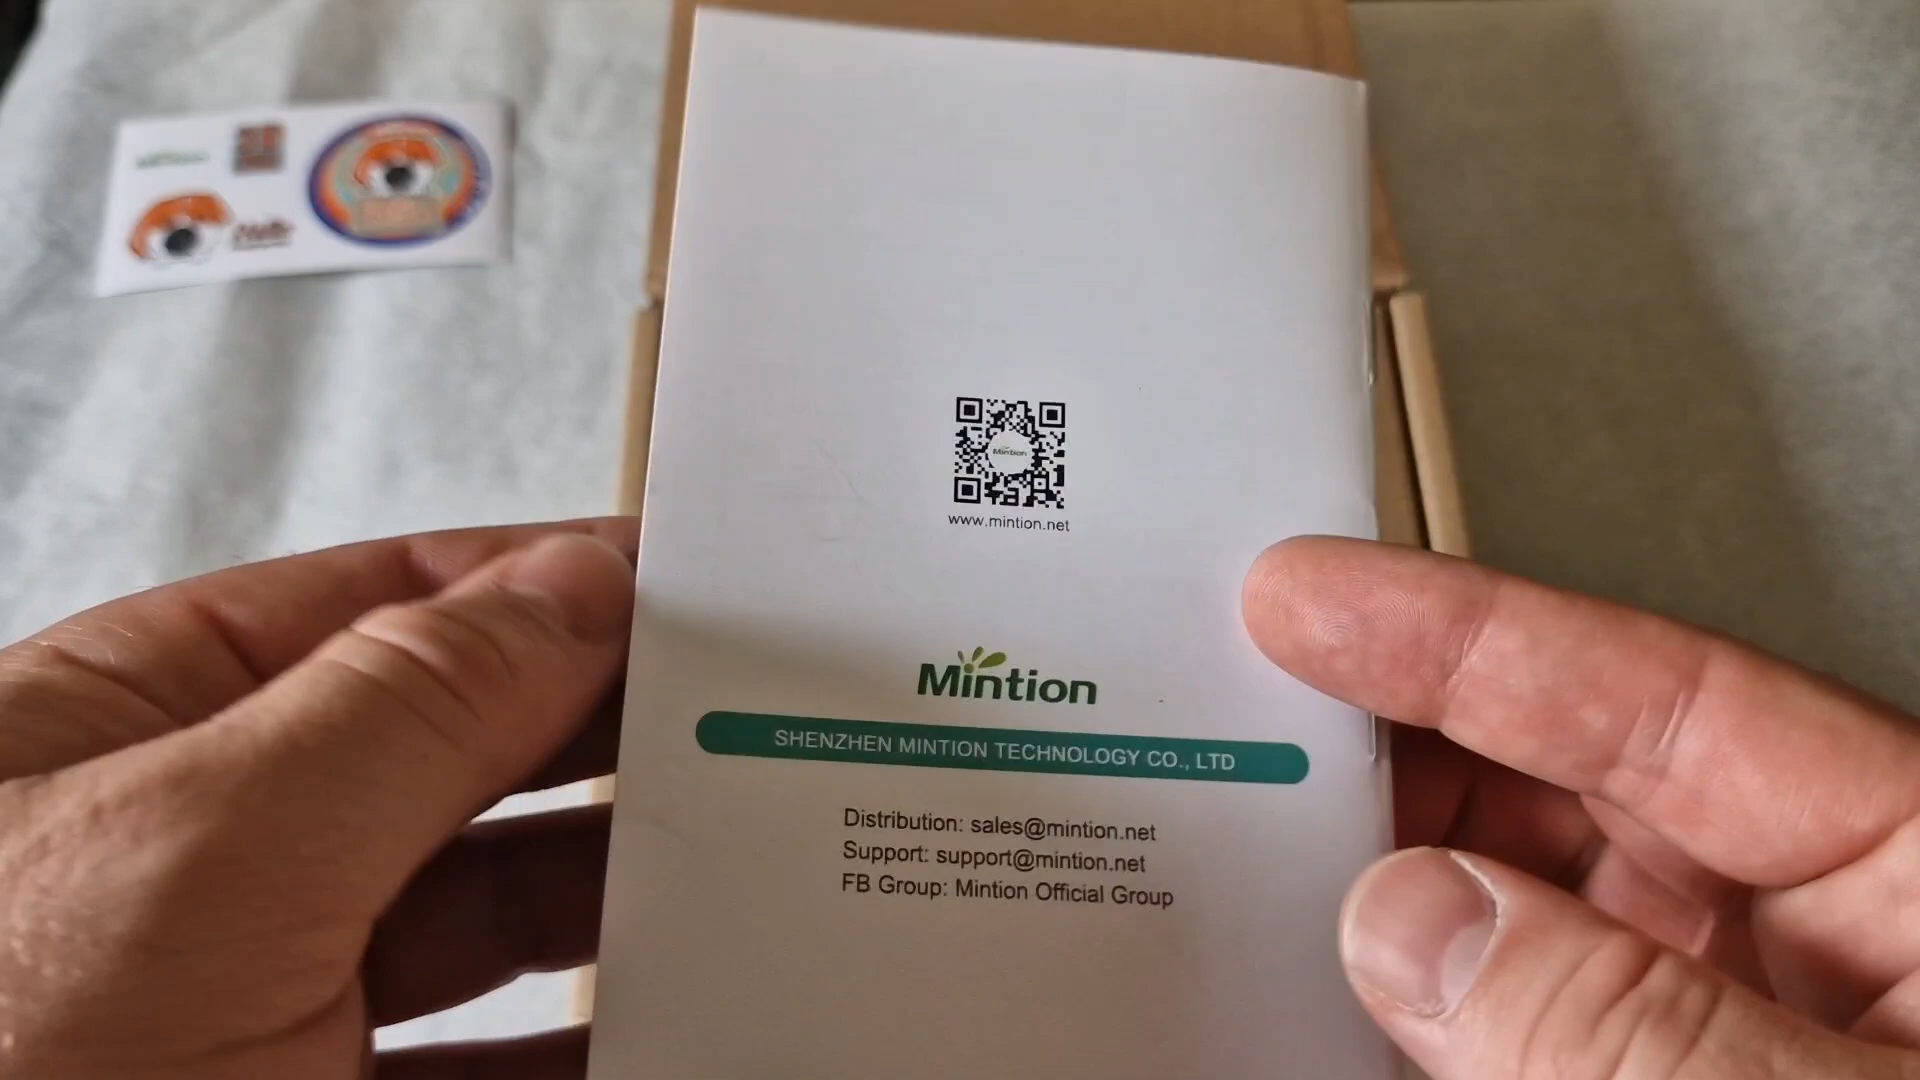 Mintion
www.mintion.net
Mintion
SHENZHEN MINTION TECHNOLOGY CO., LTD
Distribution: sales@mintion.net
Support: support@mintion.net
FB Group: Mintion Official Group